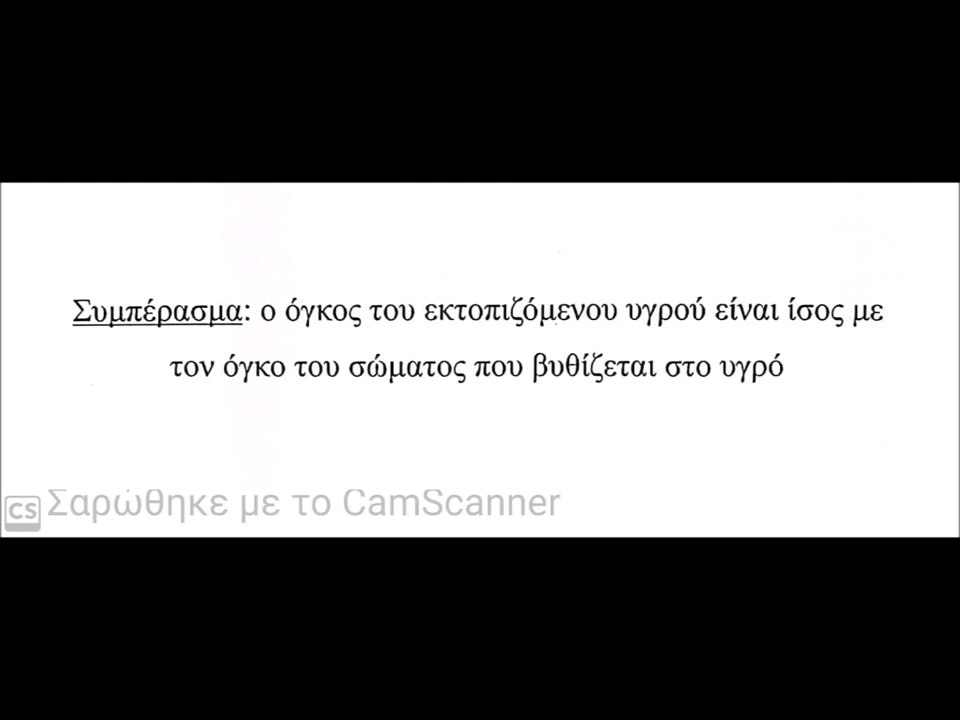 Συμπέρασμα: ο όγκος του εκτοπιζόμενου υγρού είναι ίσος με
τον όγκο του σώματος που βυθίζεται στο υγρό
CS Σαρώθηκε με το CamScanner